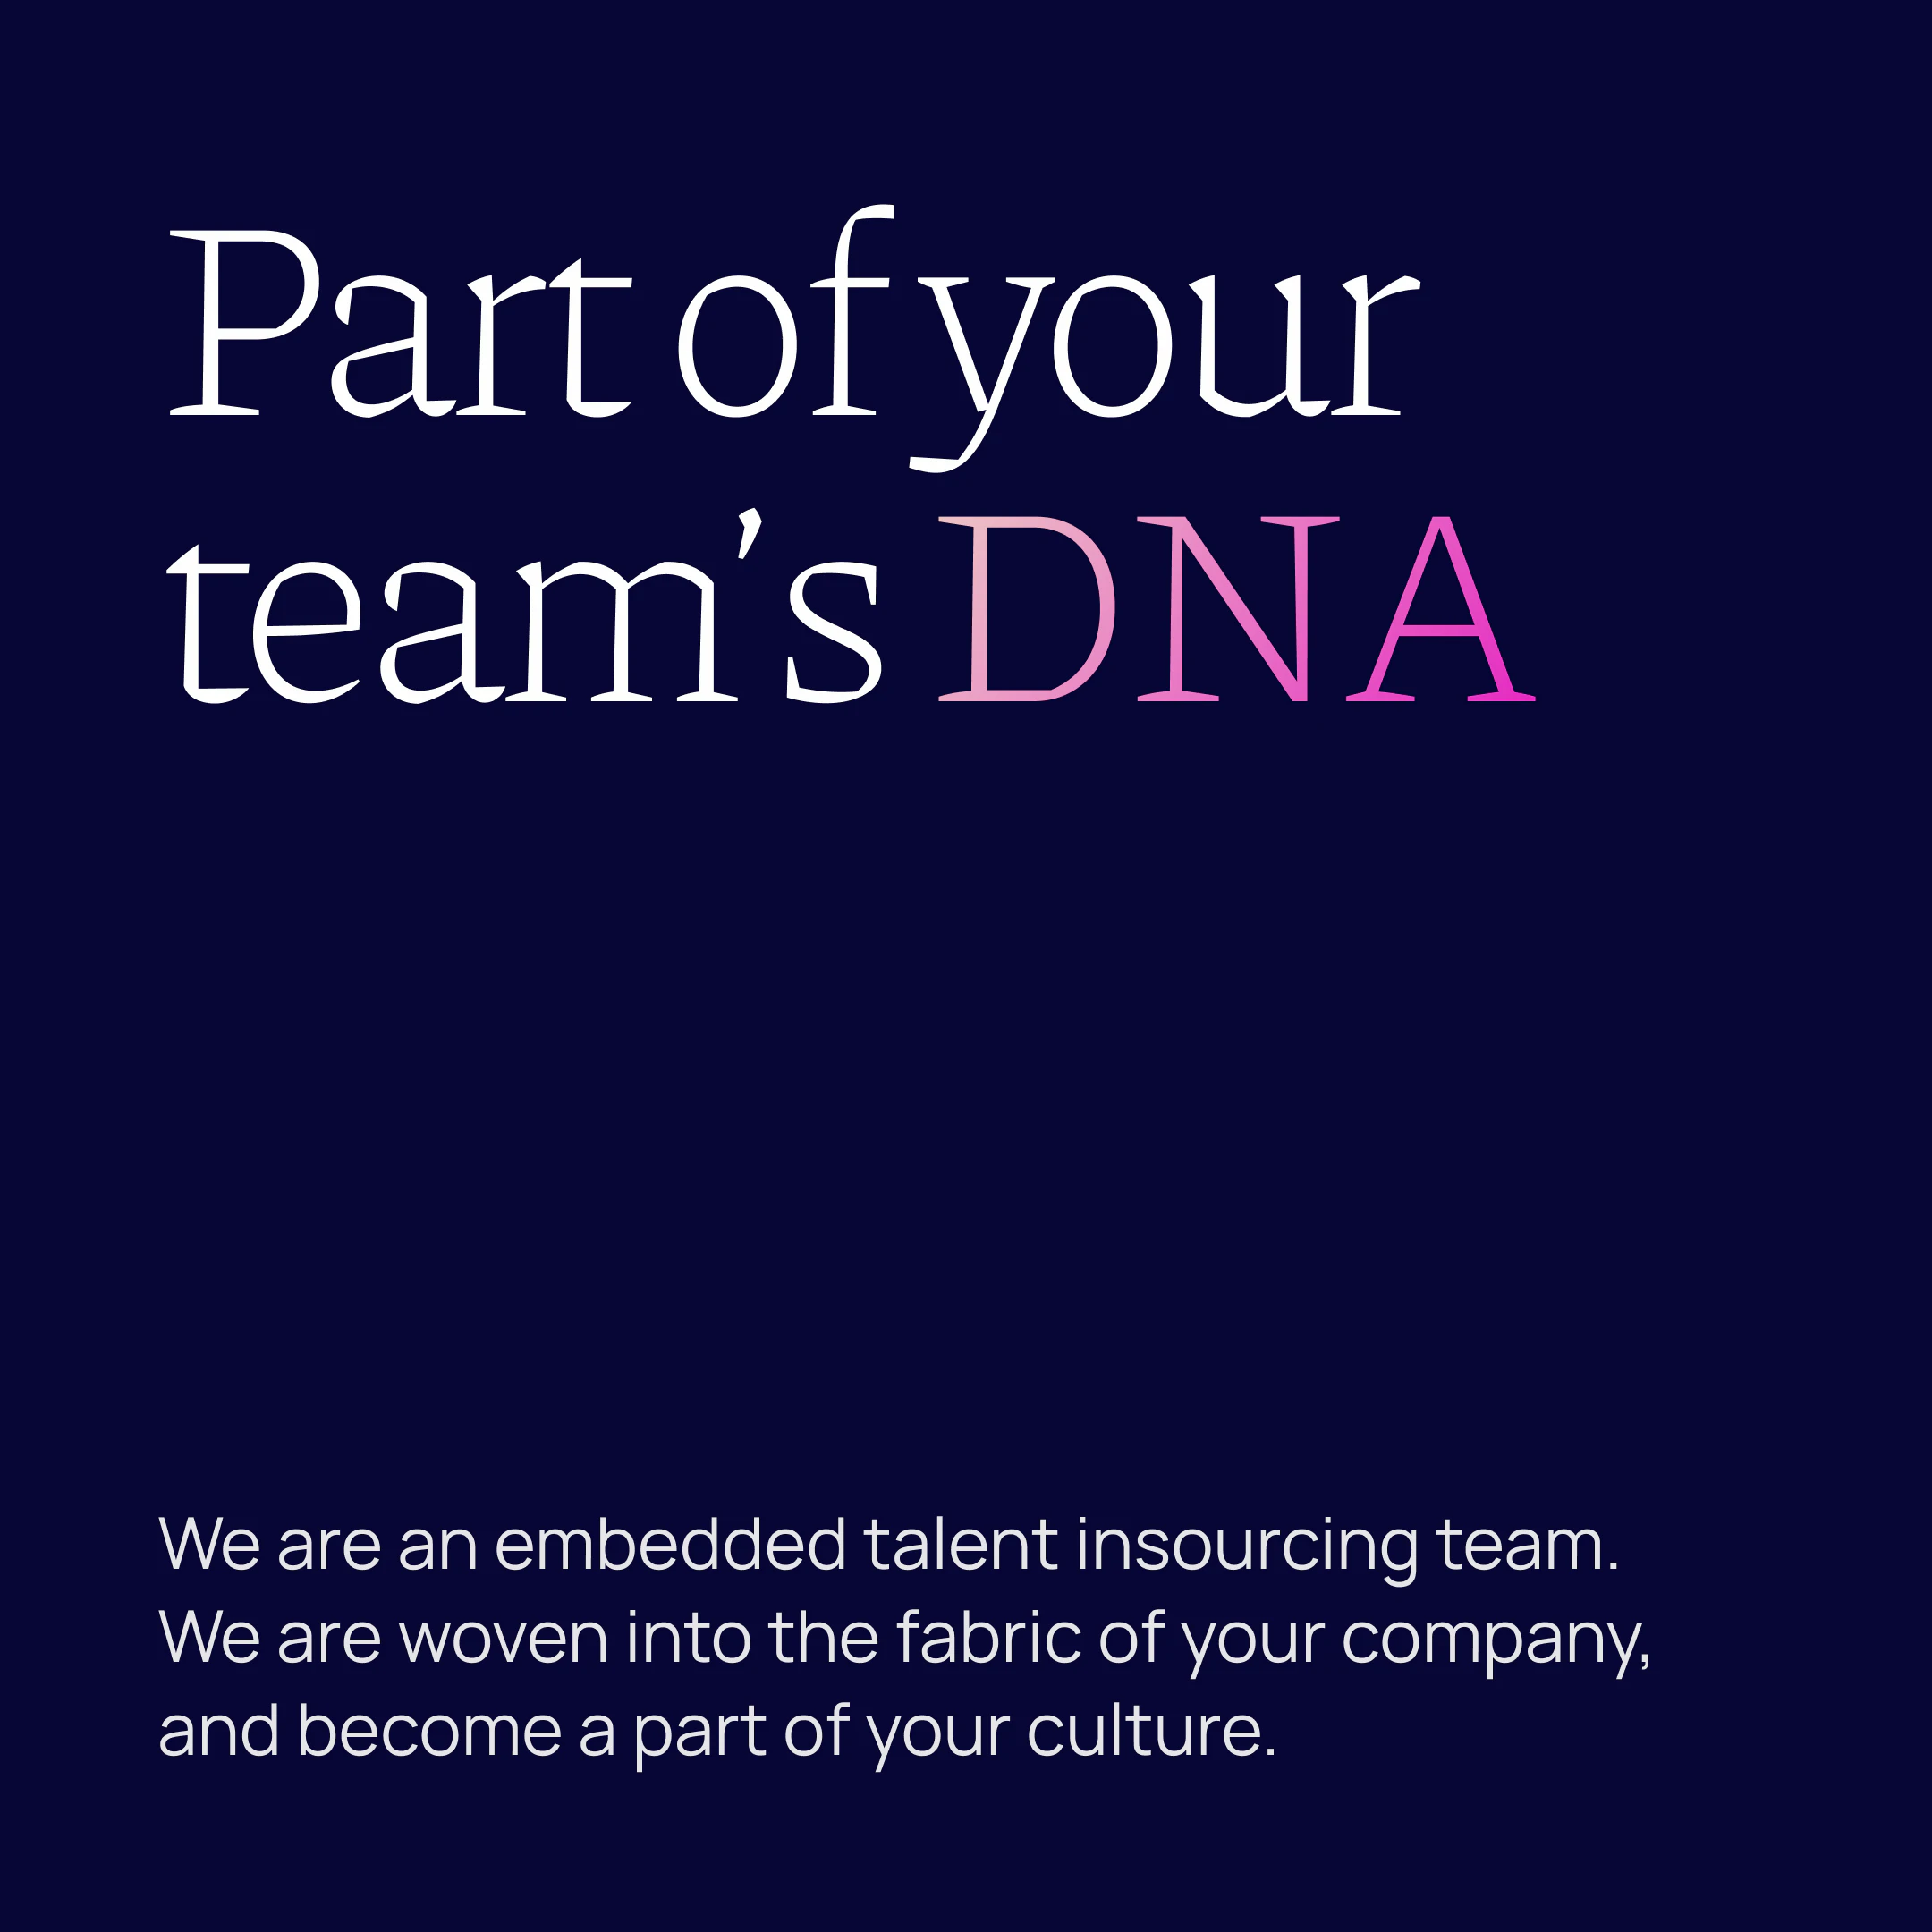 Part of your
team's DNA
We are an embedded talent insourcing team.
We are woven into the fabric of your company,
and become a part of your culture.